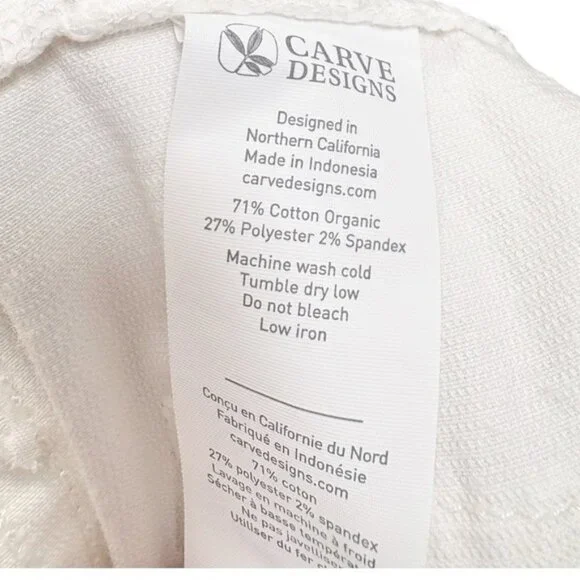 CARVE
DESIGNS
Designed in
Northern California
Made in Indonesia
carvedesigns.com
71% Cotton Organic
27% Polyester 2% Spandex
Machine wash cold
Tumble dry low
Do not bleach
Low iron
Conçu en Californie du Nord
Fabriqué en Indonésie
carvedesigns.com
71% coton
27% polyester 2% spandex
Lavage en machine à froid
Sécher à basse
Ne pas javelliser
Utiliser du fer